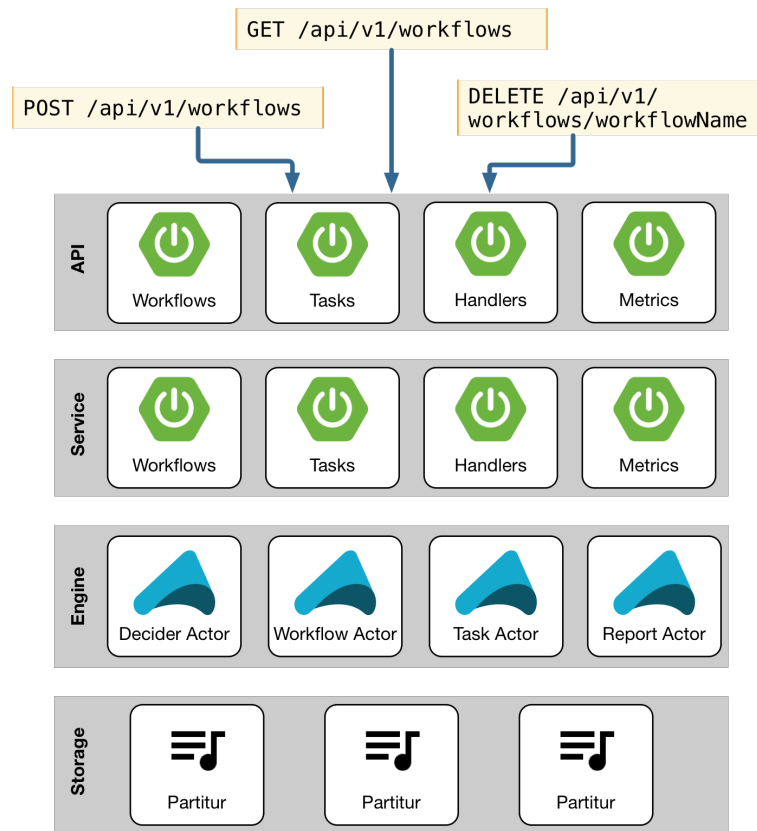 GET /api/v1/workflows
POST /api/v1/workflows
DELETE /api/v1/
workflows/workflowName
API
Workflows
Tasks
Handlers
Metrics
Service
Workflows
Tasks
Handlers
Metrics
Engine
Decider Actor
Workflow Actor
Task Actor
Report Actor
Storage
Partitur
Partitur
Partitur